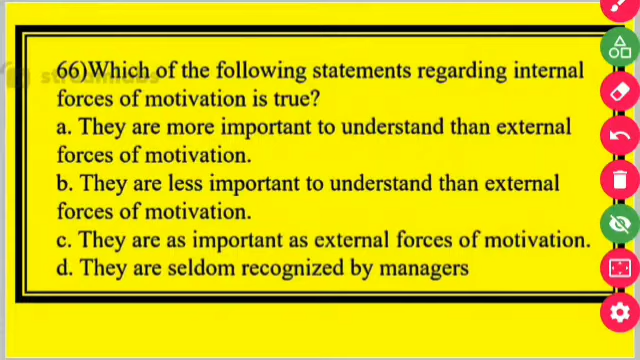 66)Which of the following statements regarding internal
forces of motivation is true?
a. They are more important to understand than external
forces of motivation.
b. They are less important to understand than external
forces of motivation.
c. They are as important as external forces of motivation.
d. They are seldom recognized by managers